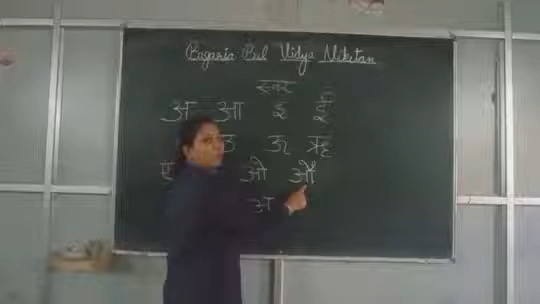 Bagaria Bal Vidya Niketan
स्वर
अ आ इ ई
उ ऊ ऋ
ए ओ औ
अ